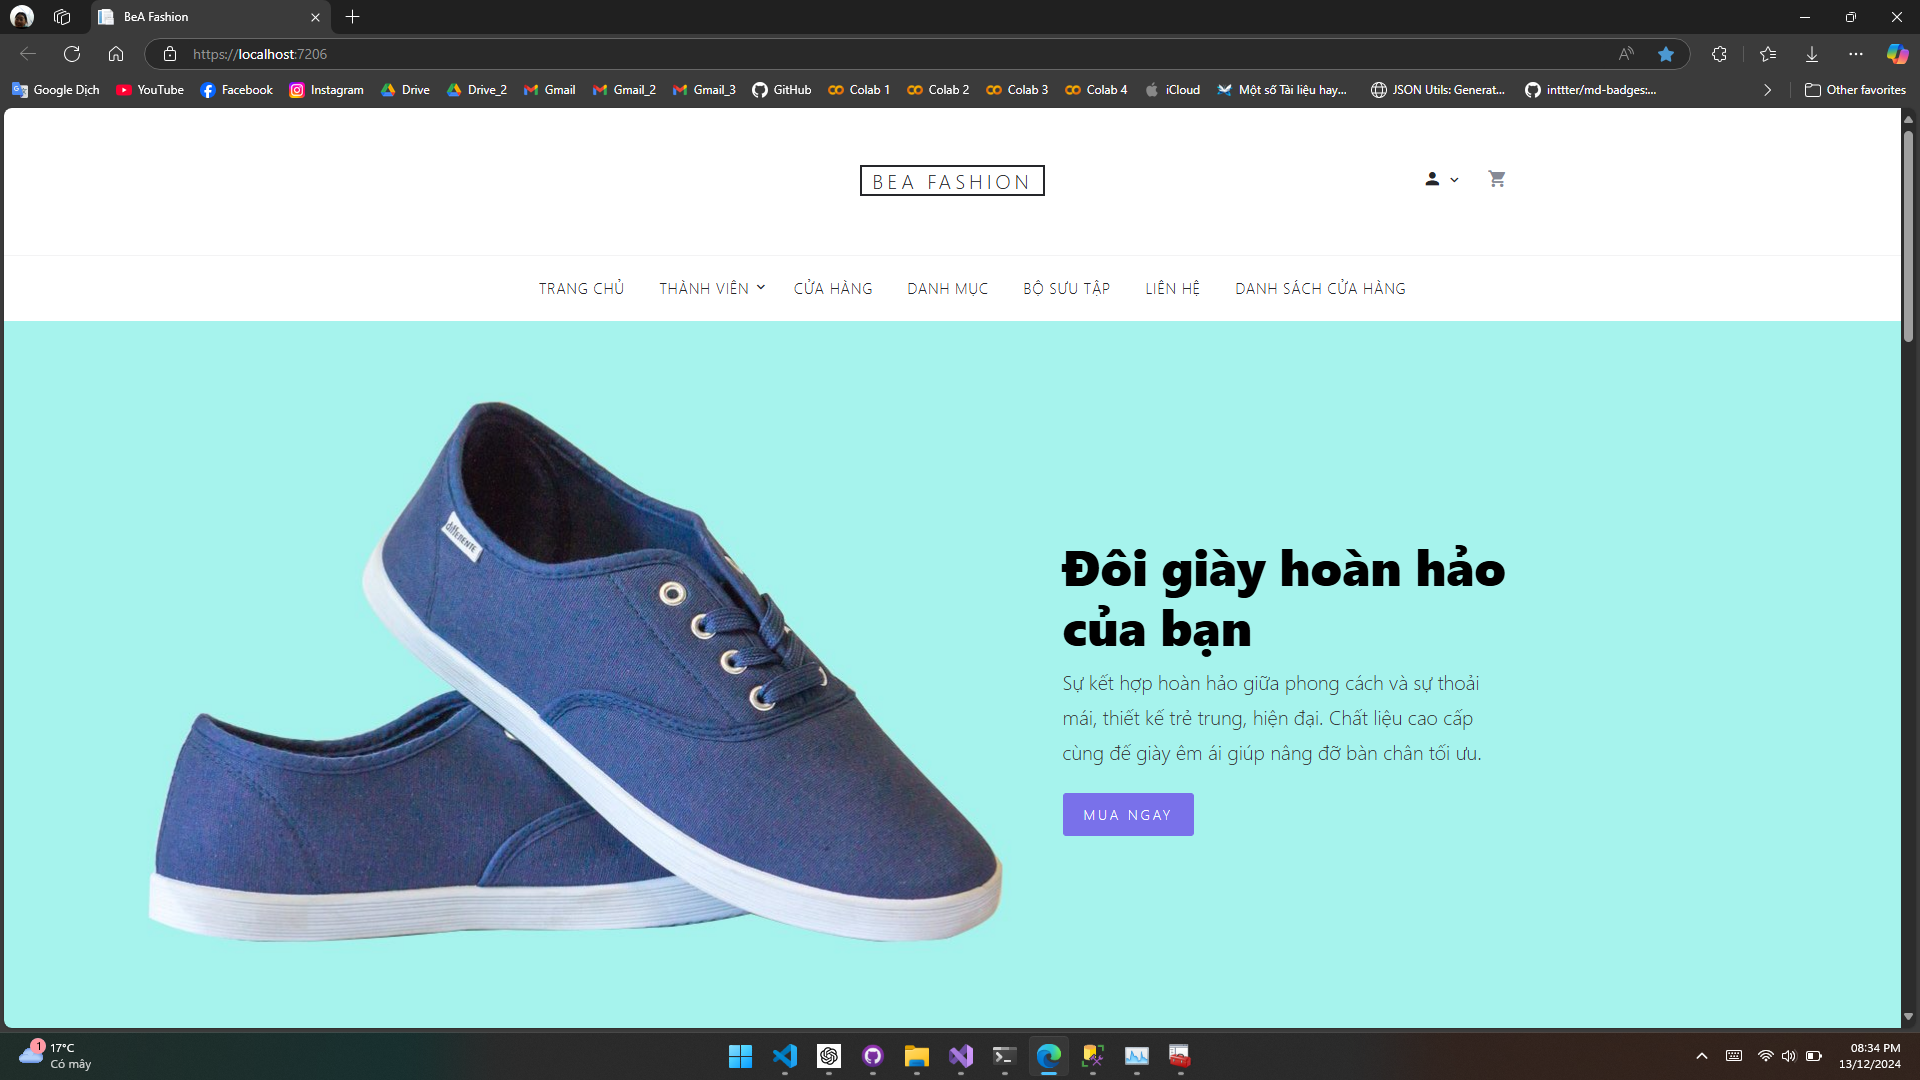 BeA Fashion
https://localhost:7206
Google Dịch YouTube Facebook Instagram Drive Drive_2 Gmail Gmail_2 Gmail_3 GitHub Colab 1 Colab 2 Colab 3 Colab 4 iCloud Một số Tài liệu hay... JSON Utils: Generat... inttter/md-badges:... Other favorites
BEA FASHION
TRANG CHỦ THÀNH VIÊN CỬA HÀNG DANH MỤC BỘ SƯU TẬP LIÊN HỆ DANH SÁCH CỬA HÀNG
differente
Đôi giày hoàn hảo
của bạn
Sự kết hợp hoàn hảo giữa phong cách và sự thoải
mái, thiết kế trẻ trung, hiện đại. Chất liệu cao cấp
cùng đế giày êm ái giúp nâng đỡ bàn chân tối ưu.
MUA NGAY
1
17°C
Có mây
08:34 PM
13/12/2024